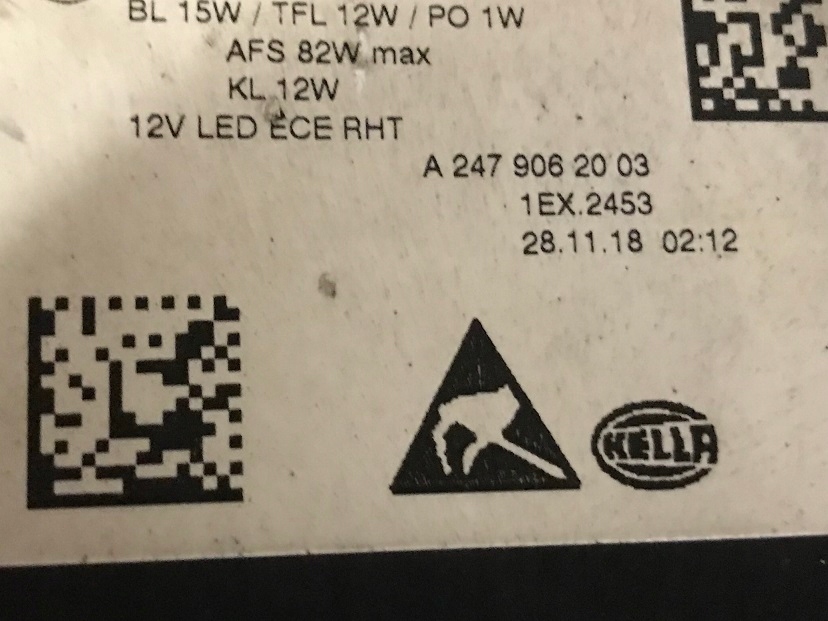 BL 15W / TFL 12W / PO 1W
AFS 82W max
KL 12W
12V LED ECE RHT
A 247 906 20 03
1EX.2453
28.11.18 02:12
HELLA